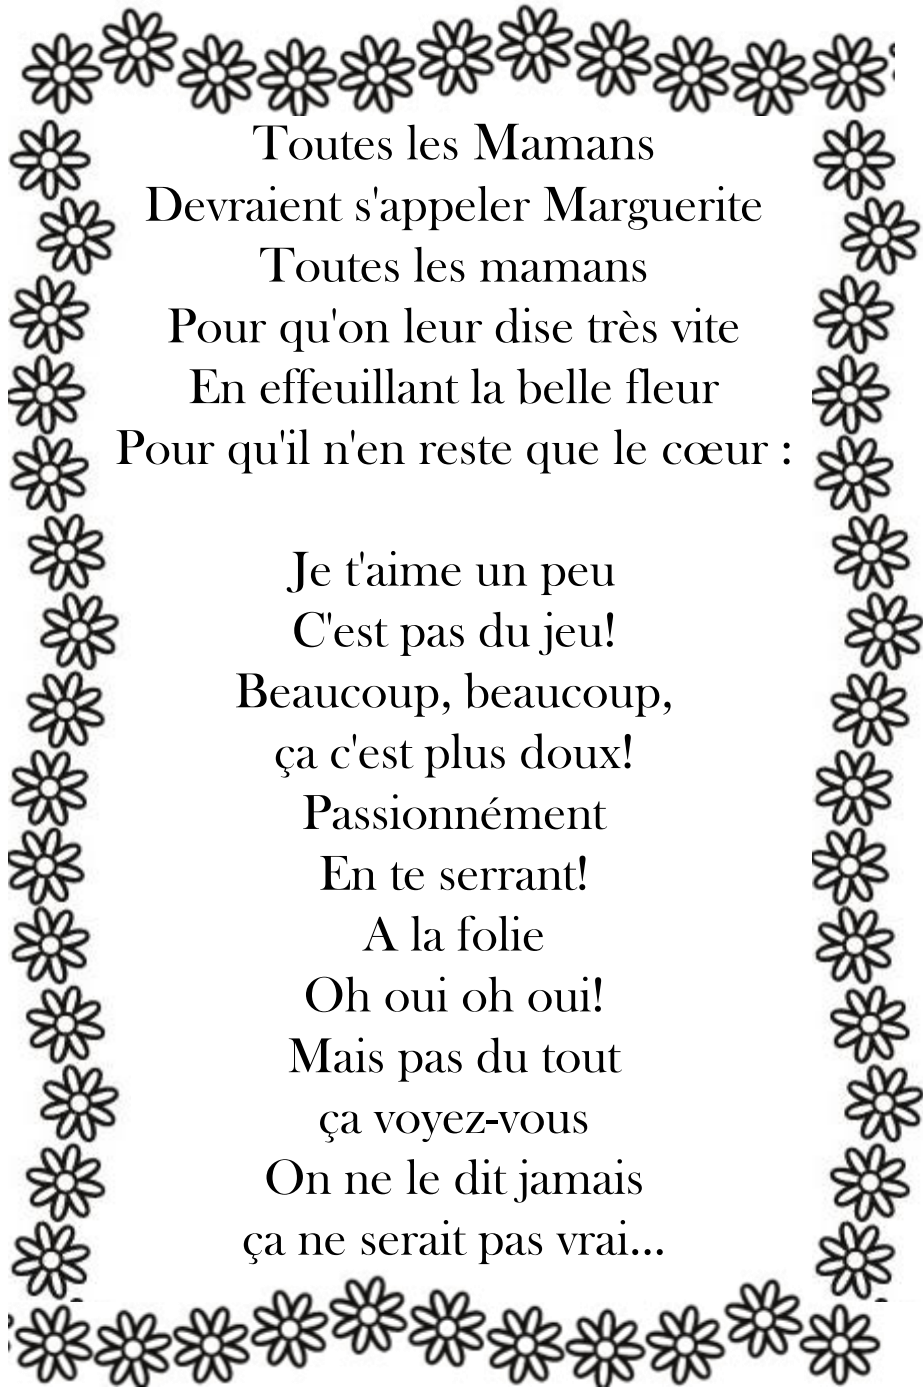 Toutes les Mamans
Devraient s'appeler Marguerite
Toutes les mamans
Pour qu'on leur dise très vite
En effeuillant la belle fleur
Pour qu'il n'en reste que le cœur :
Je t'aime un peu
C'est pas du jeu!
Beaucoup, beaucoup,
ça c'est plus doux!
Passionnément
En te serrant!
A la folie
Oh oui oh oui!
Mais pas du tout
ça voyez-vous
On ne le dit jamais
ça ne serait pas vrai...